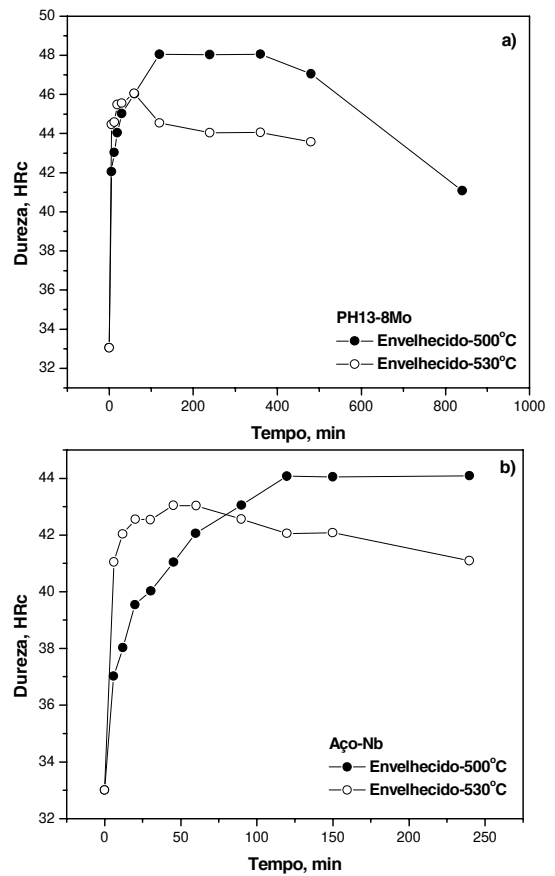 a)
50
48
46
44
42
40
38
36
34
32
Dureza, HRc
PH13-8Mo
Envelhecido-500°C
Envelhecido-530°C
0 200 400 600 800 1000
Tempo, min
b)
44
42
40
38
36
34
32
Dureza, HRc
Aço-Nb
Envelhecido-500°C
Envelhecido-530°C
0 50 100 150 200 250
Tempo, min